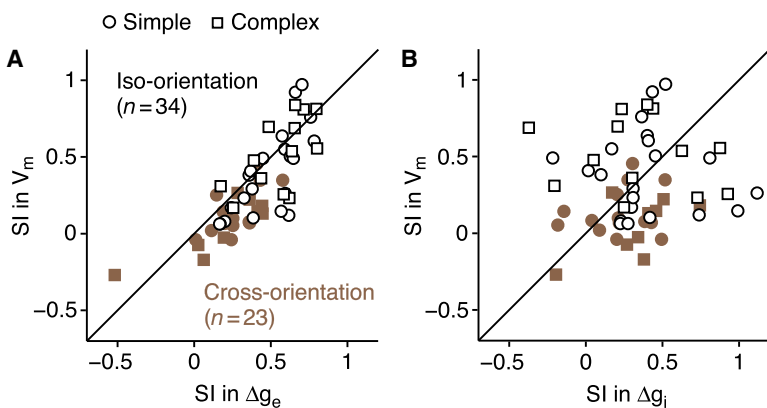 Simple Complex
A
Iso-orientation
(n=34)
Cross-orientation
(n=23)
SI in Vm
1
0.5
0
−0.5
−0.5 0 0.5 1
SI in Δge
B
SI in Vm
1
0.5
0
−0.5
−0.5 0 0.5 1
SI in Δgi